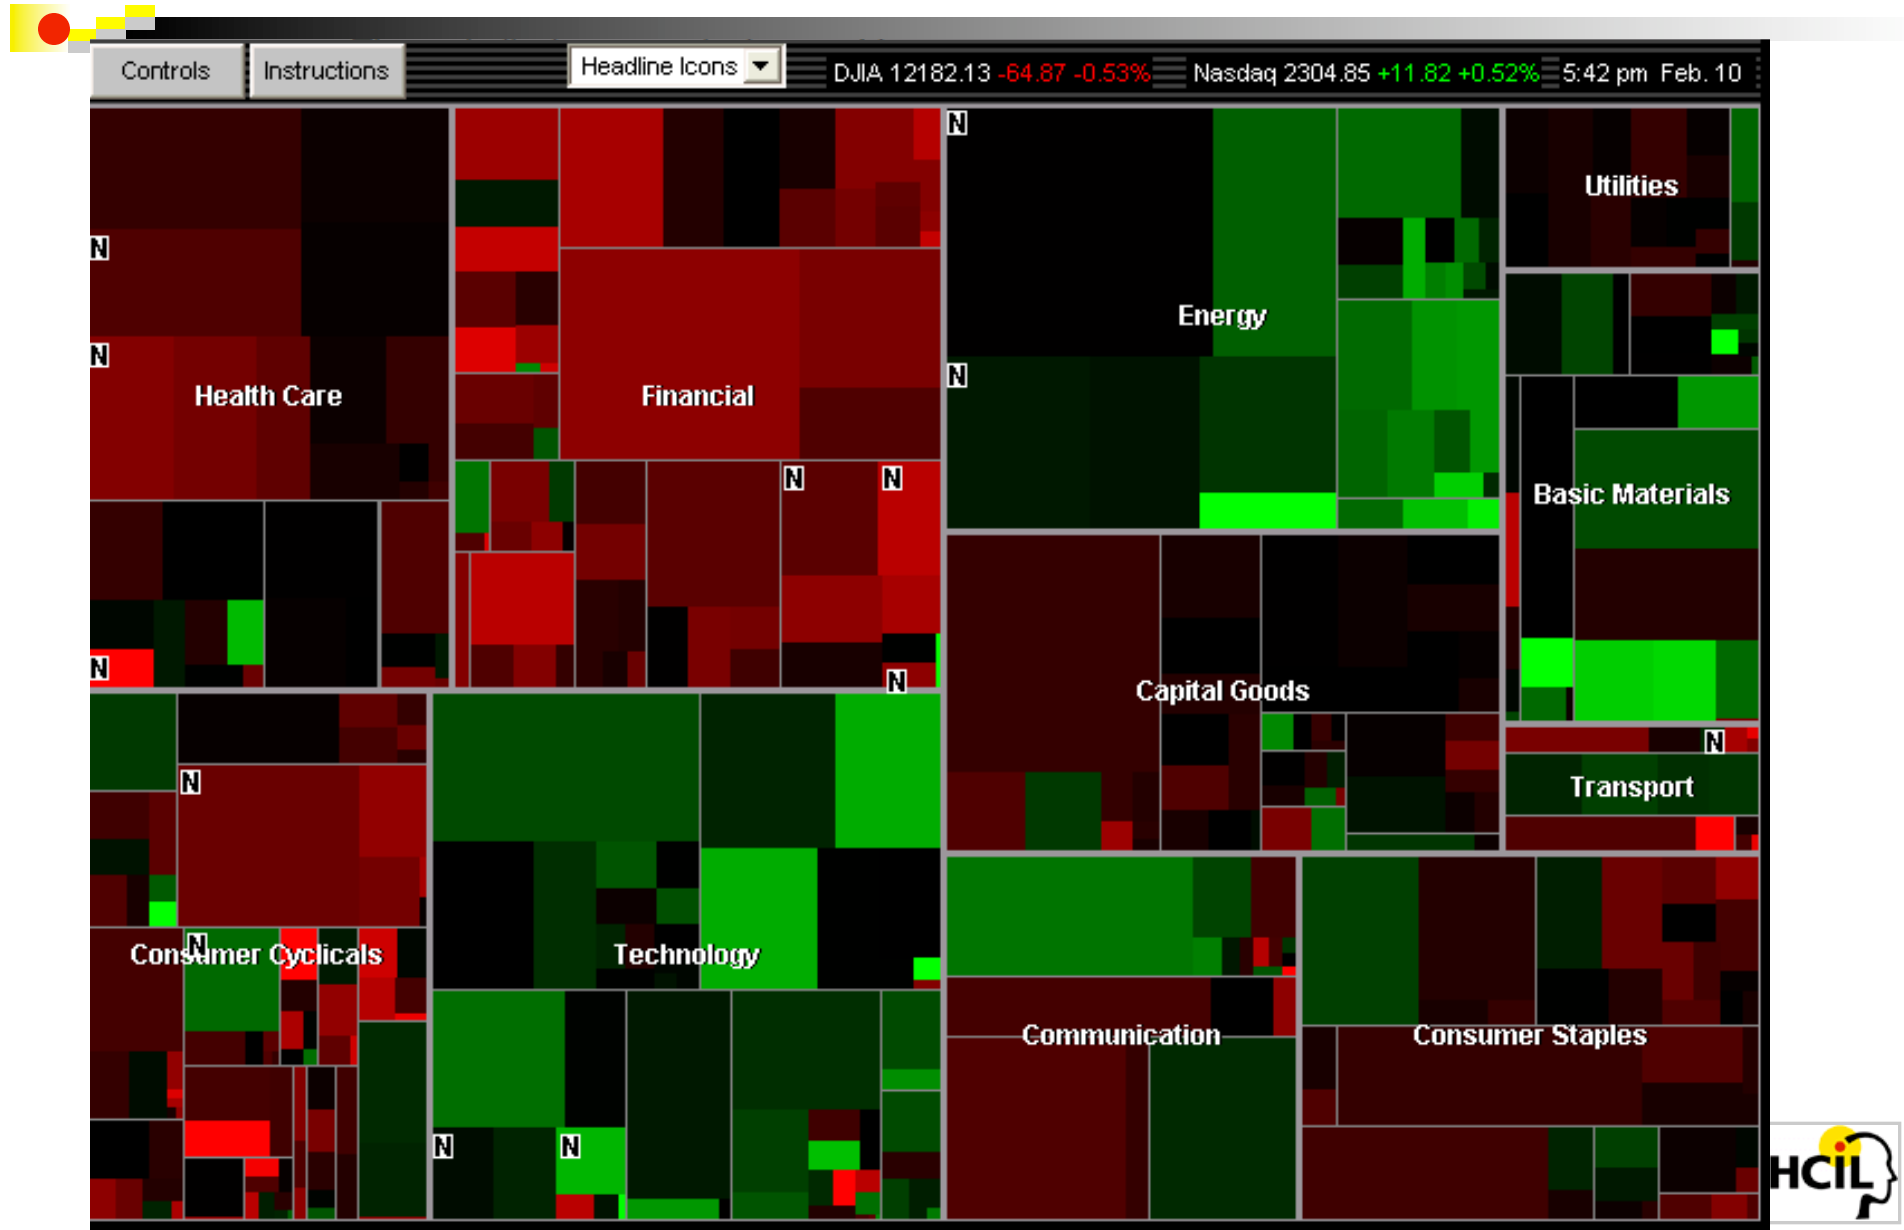 Controls
Instructions
Headline Icons
DJIA 12182.13 -64.87 -0.53%
Nasdaq 2304.85 +11.82 +0.52%
5:42 pm Feb. 10
N
N
N
Health Care
N
N
N
Financial
N
N
Energy
Utilities
Basic Materials
Capital Goods
N
Transport
N
N
Consumer Cyclicals
Technology
N
N
Communication
Consumer Staples
HCIL